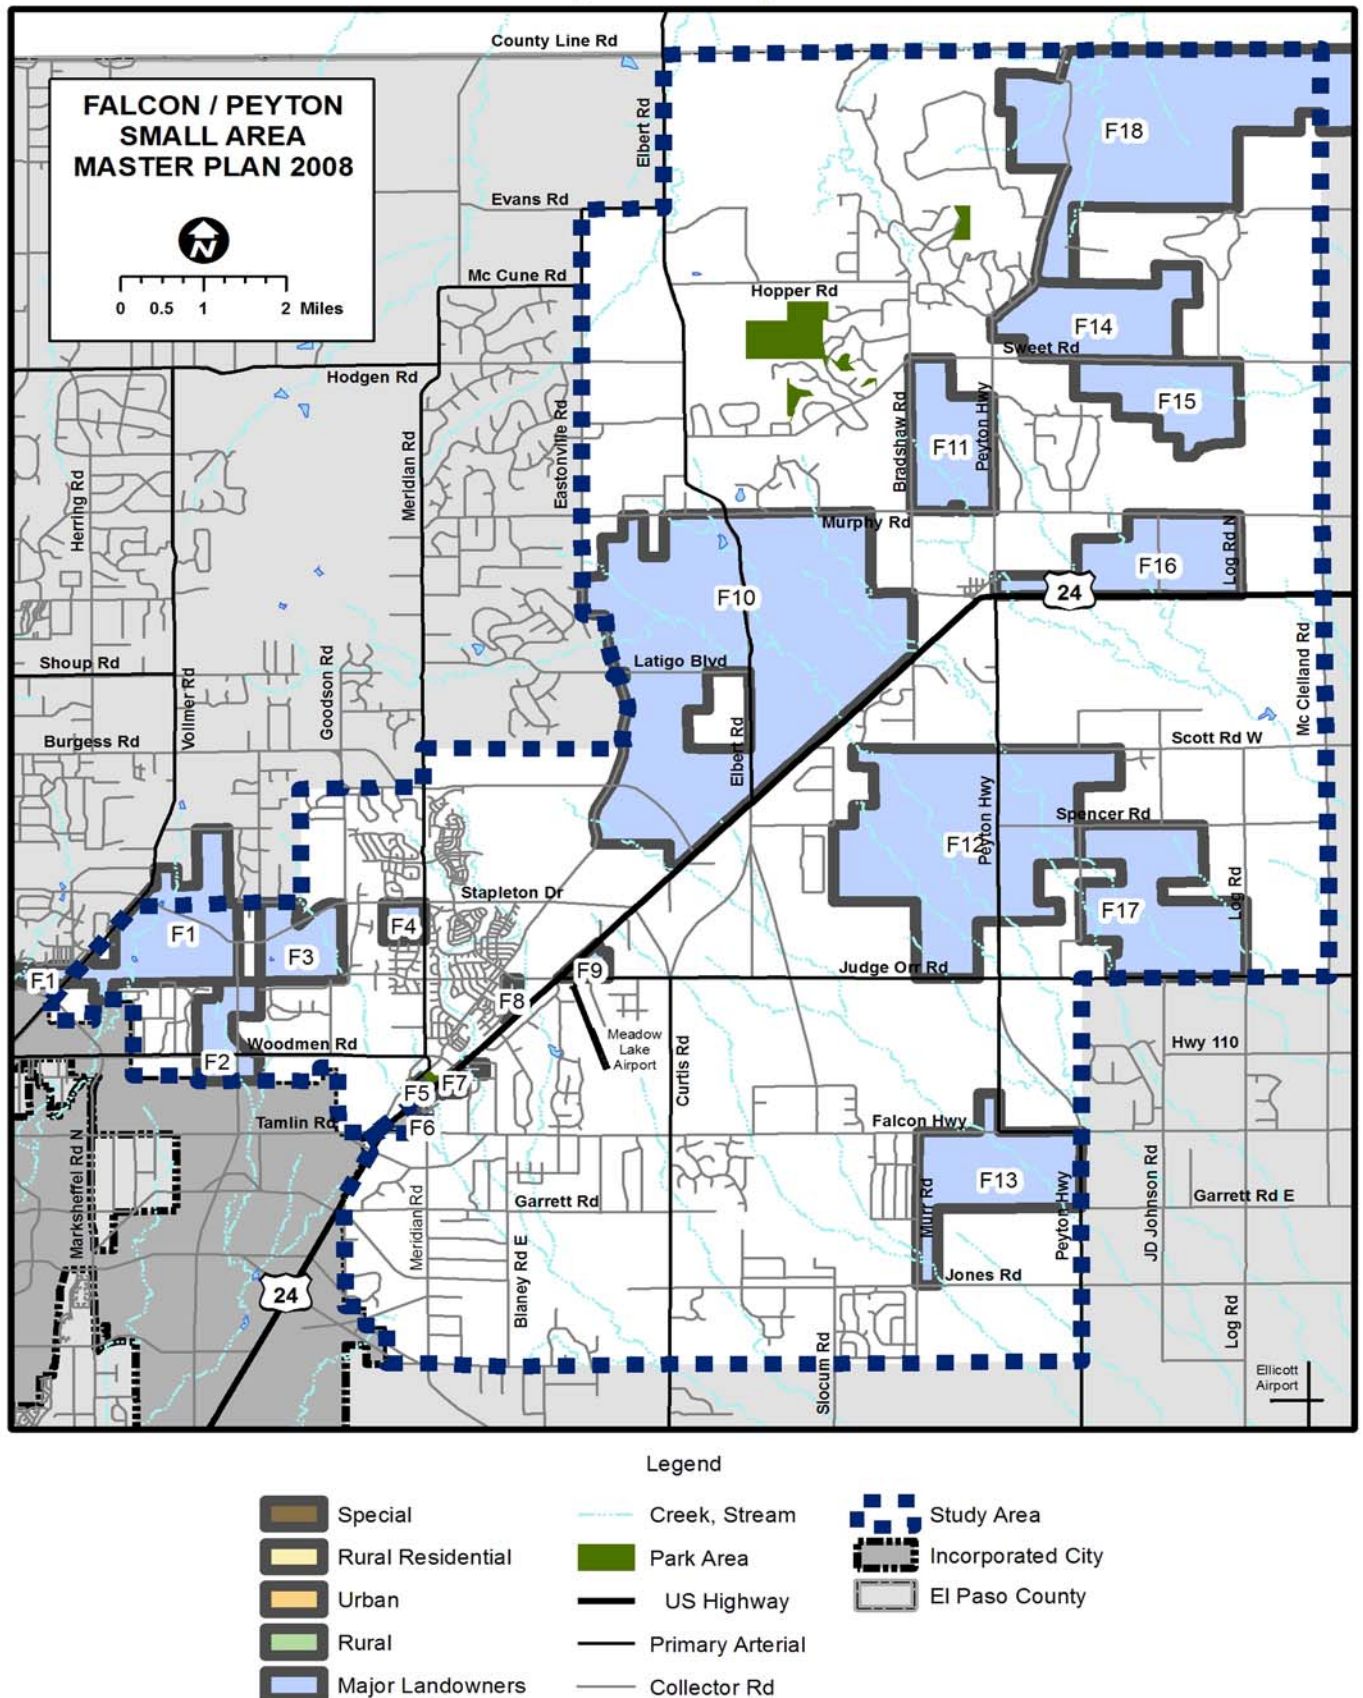 County Line Rd
FALCON / PEYTON
SMALL AREA
MASTER PLAN 2008
N
0 0.5 1 2 Miles
Elbert Rd
F18
Evans Rd
Mc Cune Rd
Hopper Rd
F14
Sweet Rd
Hodgen Rd
F15
Eastonville Rd
Meridian Rd
Bradshaw Rd
Peyton Hwy
F11
Herring Rd
Murphy Rd
Log Rd N
F16
24
F10
Shoup Rd
Vollmer Rd
Goodson Rd
Latigo Blvd
Mc Clelland Rd
Burgess Rd
Elbert Rd
Scott Rd W
Peyton Hwy
Spencer Rd
F12
Stapleton Dr
Log Rd
F1
F4
F17
F3
F1
F9
Judge Orr Rd
F8
Woodmen Rd
Meadow
Lake
Airport
Curtis Rd
Hwy 110
F2
F5
F7
Tamlin Rd
F6
Falcon Hwy
Marksheffel Rd N
Meridian Rd
Garrett Rd
F13
Murr Rd
Peyton Hwy
JD Johnson Rd
Garrett Rd E
Blaney Rd E
Jones Rd
24
Log Rd
Slocum Rd
Ellicott
Airport
Legend
Special
Creek, Stream
Study Area
Rural Residential
Park Area
Incorporated City
Urban
US Highway
El Paso County
Rural
Primary Arterial
Major Landowners
Collector Rd